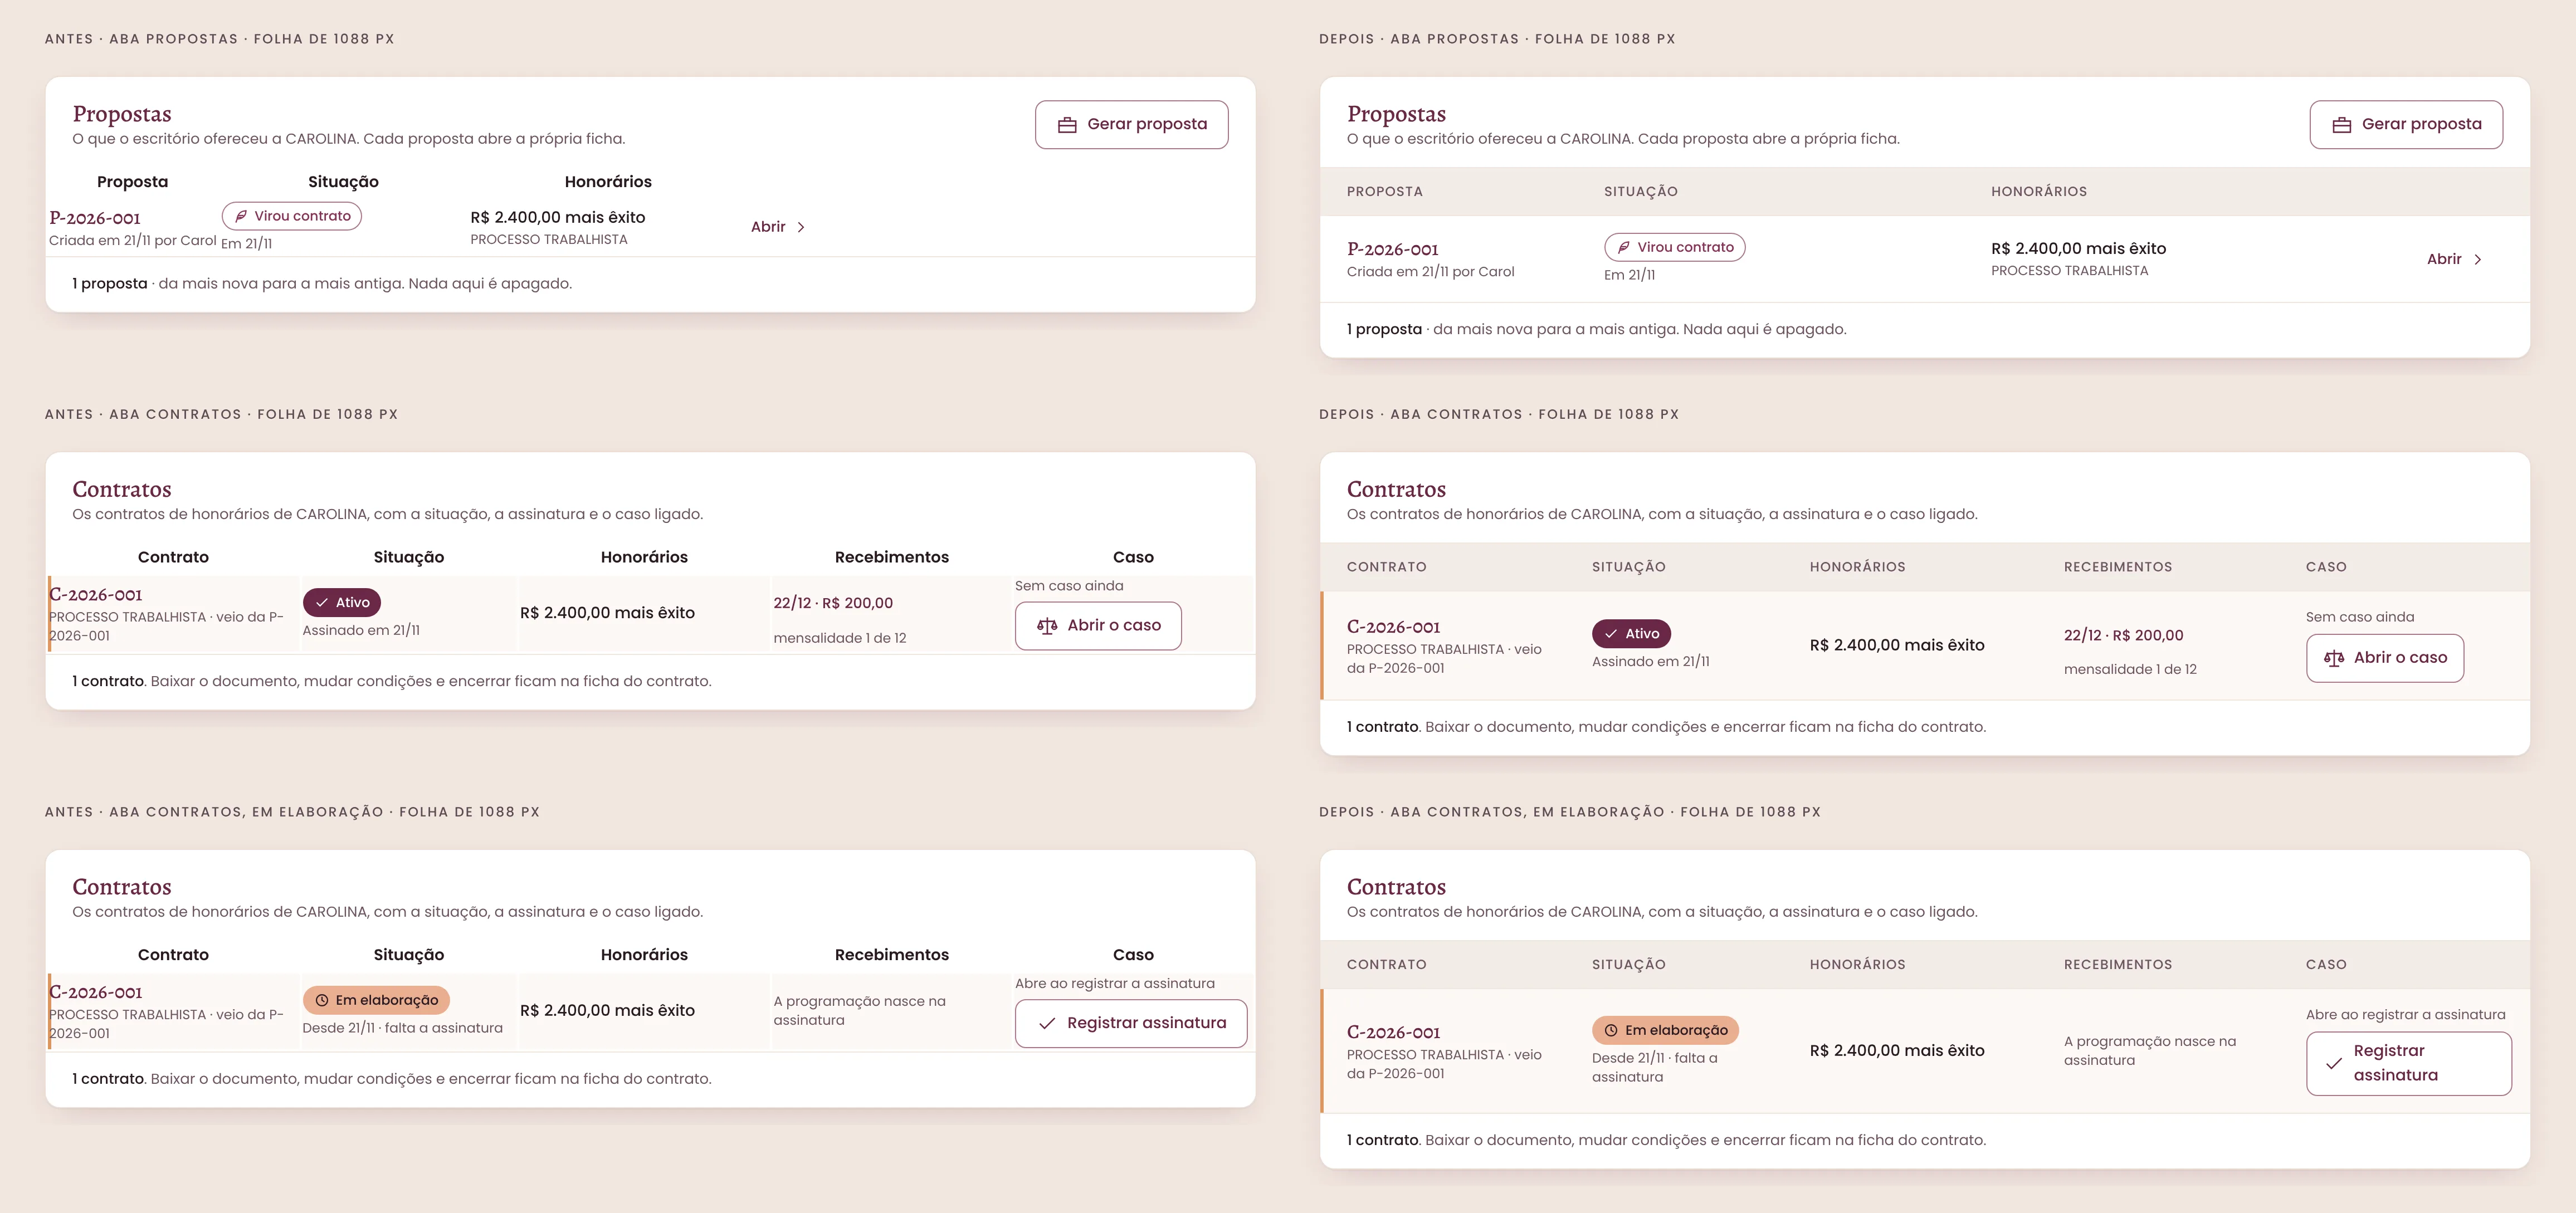 ANTES · ABA PROPOSTAS · FOLHA DE 1088 PX
Propostas
O que o escritório ofereceu a CAROLINA. Cada proposta abre a própria ficha.
Gerar proposta
Proposta Situação Honorários
P-2026-001 Virou contrato R$ 2.400,00 mais êxito Abrir
Criada em 21/11 por Carol Em 21/11 PROCESSO TRABALHISTA
1 proposta · da mais nova para a mais antiga. Nada aqui é apagado.
DEPOIS · ABA PROPOSTAS · FOLHA DE 1088 PX
Propostas
O que o escritório ofereceu a CAROLINA. Cada proposta abre a própria ficha.
Gerar proposta
PROPOSTA SITUAÇÃO HONORÁRIOS
P-2026-001 Virou contrato R$ 2.400,00 mais êxito Abrir
Criada em 21/11 por Carol Em 21/11 PROCESSO TRABALHISTA
1 proposta · da mais nova para a mais antiga. Nada aqui é apagado.
ANTES · ABA CONTRATOS · FOLHA DE 1088 PX
Contratos
Os contratos de honorários de CAROLINA, com a situação, a assinatura e o caso ligado.
Contrato Situação Honorários Recebimentos Caso
C-2026-001
PROCESSO TRABALHISTA · veio da P-
2026-001
Ativo
Assinado em 21/11
R$ 2.400,00 mais êxito
22/12 · R$ 200,00
mensalidade 1 de 12
Sem caso ainda
Abrir o caso
1 contrato. Baixar o documento, mudar condições e encerrar ficam na ficha do contrato.
DEPOIS · ABA CONTRATOS · FOLHA DE 1088 PX
Contratos
Os contratos de honorários de CAROLINA, com a situação, a assinatura e o caso ligado.
CONTRATO SITUAÇÃO HONORÁRIOS RECEBIMENTOS CASO
C-2026-001
PROCESSO TRABALHISTA · veio
da P-2026-001
Ativo
Assinado em 21/11
R$ 2.400,00 mais êxito
22/12 · R$ 200,00
mensalidade 1 de 12
Sem caso ainda
Abrir o caso
1 contrato. Baixar o documento, mudar condições e encerrar ficam na ficha do contrato.
ANTES · ABA CONTRATOS, EM ELABORAÇÃO · FOLHA DE 1088 PX
Contratos
Os contratos de honorários de CAROLINA, com a situação, a assinatura e o caso ligado.
Contrato Situação Honorários Recebimentos Caso
C-2026-001
PROCESSO TRABALHISTA · veio da P-
2026-001
Em elaboração
Desde 21/11 · falta a assinatura
R$ 2.400,00 mais êxito
A programação nasce na
assinatura
Abre ao registrar a assinatura
Registrar assinatura
1 contrato. Baixar o documento, mudar condições e encerrar ficam na ficha do contrato.
DEPOIS · ABA CONTRATOS, EM ELABORAÇÃO · FOLHA DE 1088 PX
Contratos
Os contratos de honorários de CAROLINA, com a situação, a assinatura e o caso ligado.
CONTRATO SITUAÇÃO HONORÁRIOS RECEBIMENTOS CASO
C-2026-001
PROCESSO TRABALHISTA · veio
da P-2026-001
Em elaboração
Desde 21/11 · falta a
assinatura
R$ 2.400,00 mais êxito
A programação nasce na
assinatura
Abre ao registrar a assinatura
Registrar
assinatura
1 contrato. Baixar o documento, mudar condições e encerrar ficam na ficha do contrato.